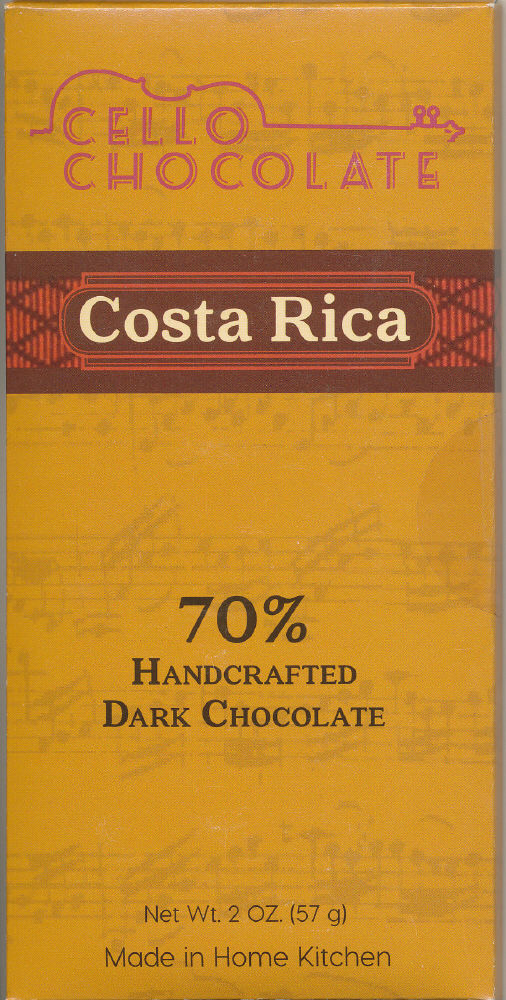 CELLO
CHOCOLATE
Costa Rica
70%
HANDCRAFTED
DARK CHOCOLATE
Net Wt. 2 OZ. (57 g)
Made in Home Kitchen